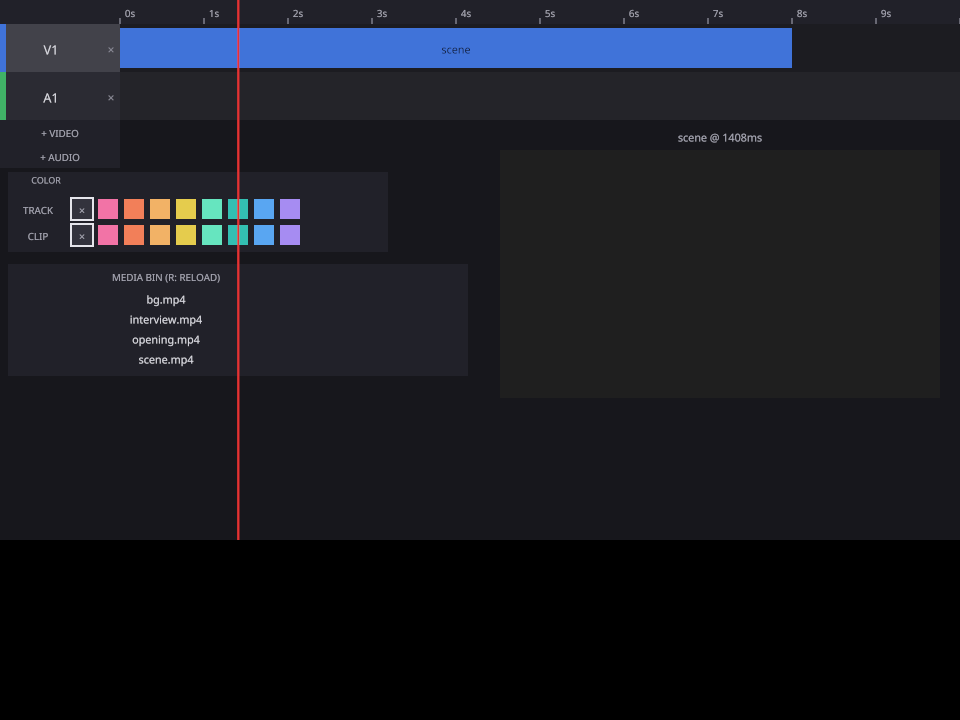 0s 1s 2s 3s 4s 5s 6s 7s 8s 9s
V1 ×
scene
A1 ×
+ VIDEO
+ AUDIO
scene @ 1408ms
COLOR
TRACK ×
CLIP ×
MEDIA BIN (R: RELOAD)
bg.mp4
interview.mp4
opening.mp4
scene.mp4